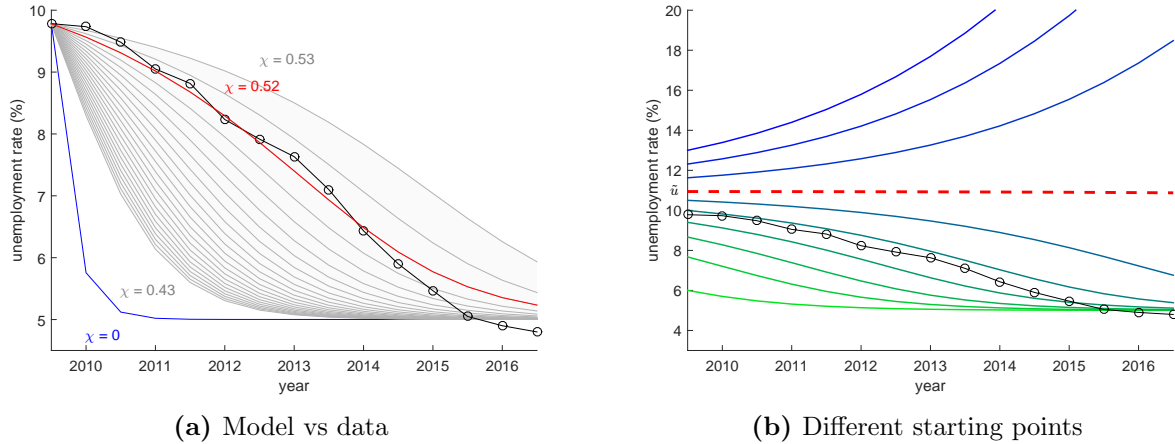 10
9
8
7
6
5
unemployment rate (%)
χ = 0.53
χ = 0.52
χ = 0.43
χ = 0
2010 2011 2012 2013 2014 2015 2016
year
(a) Model vs data
20
18
16
14
12
ũ
10
8
6
4
unemployment rate (%)
2010 2011 2012 2013 2014 2015 2016
year
(b) Different starting points